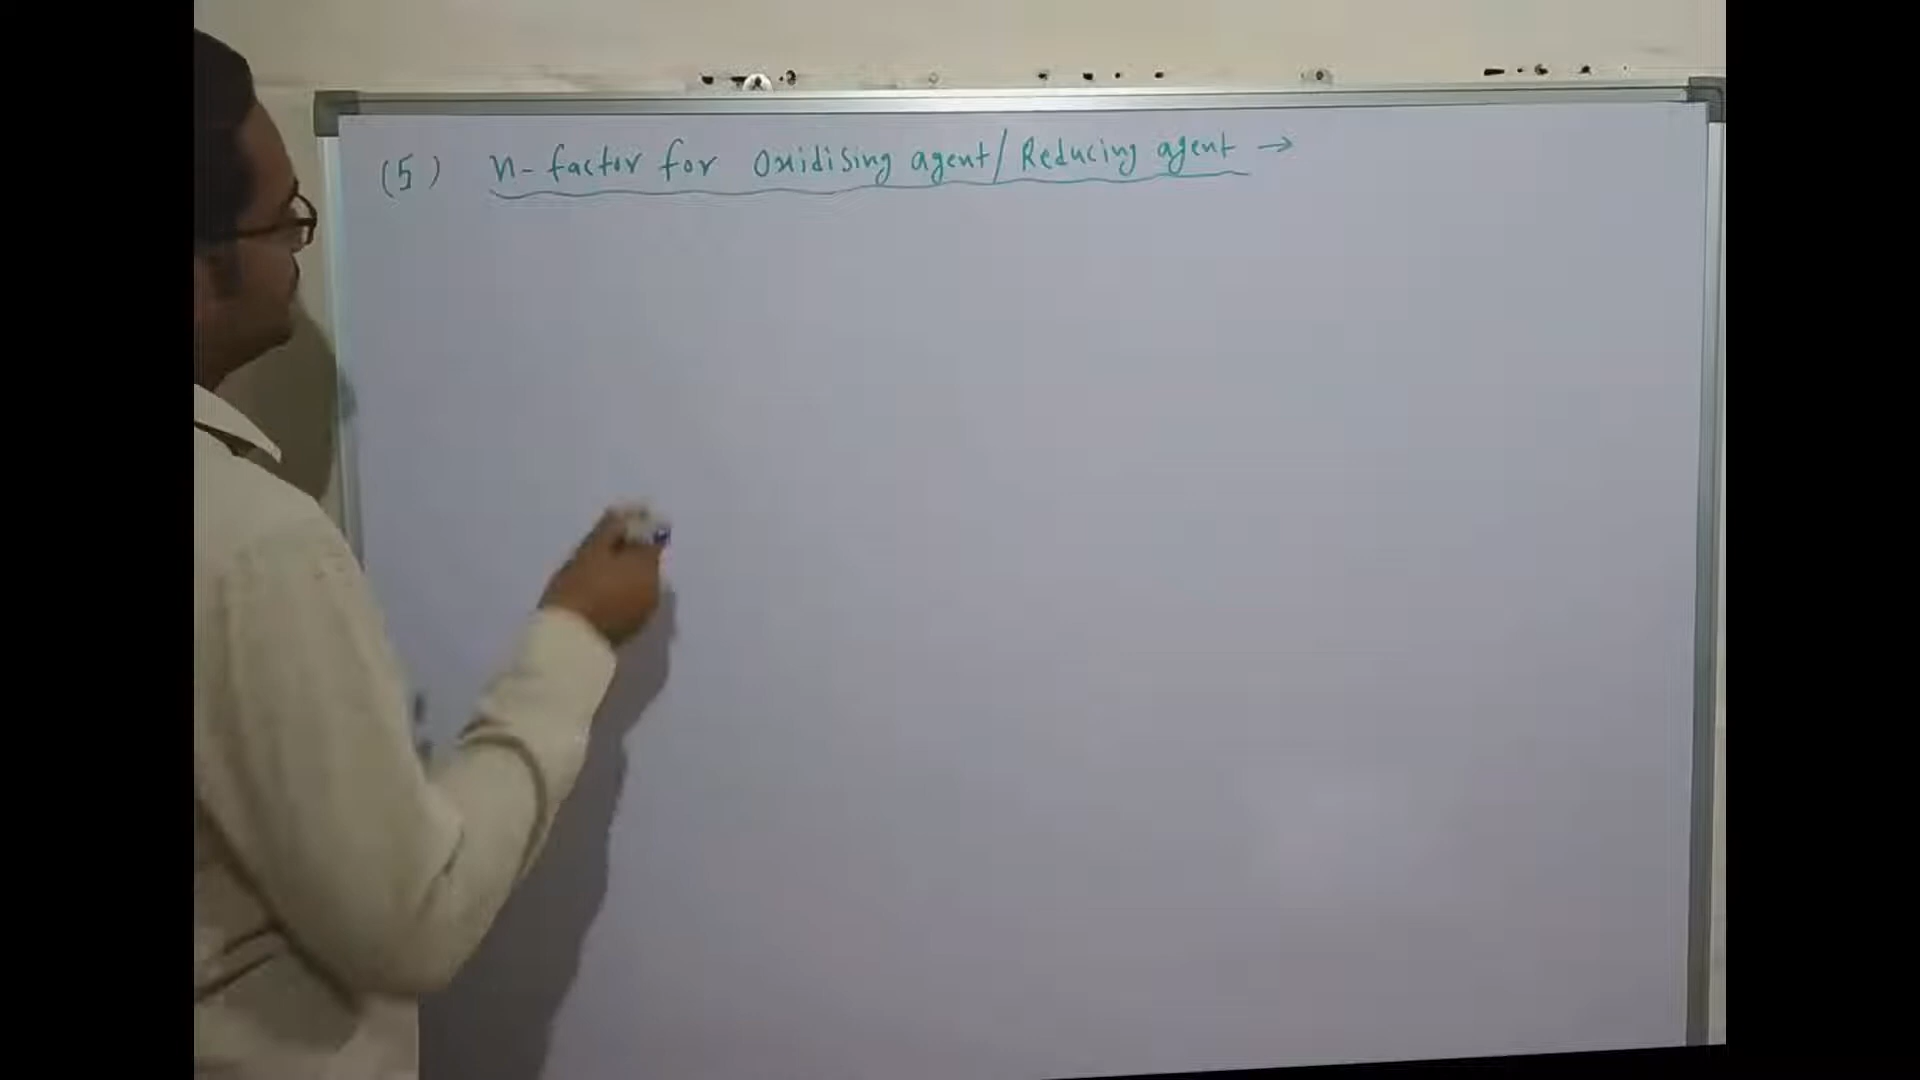 (5) n-factor for Oxidising agent/Reducing agent →